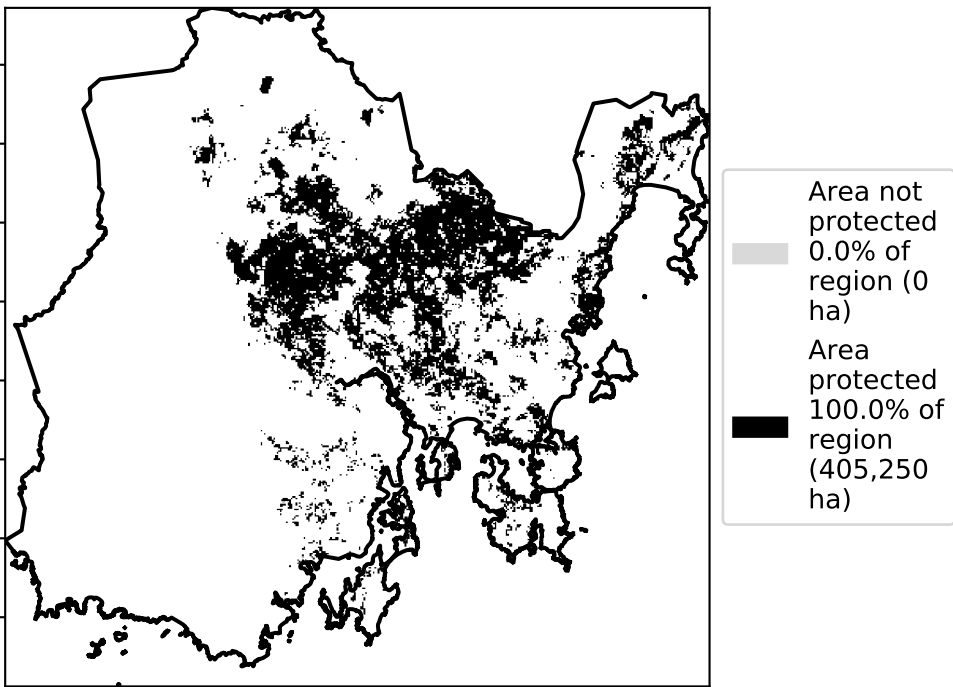 Area not
protected
0.0% of
region (0
ha)
Area
protected
100.0% of
region
(405,250
ha)